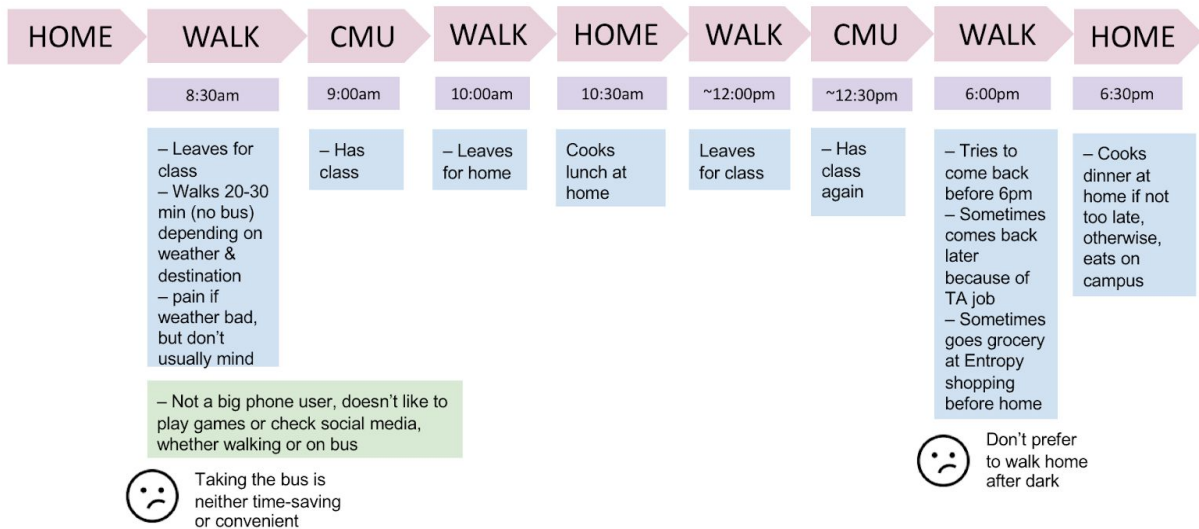 HOME
WALK
CMU
WALK
HOME
WALK
CMU
WALK
HOME
8:30am
9:00am
10:00am
10:30am
~12:00pm
~12:30pm
6:00pm
6:30pm
– Leaves for
class
– Walks 20-30
min (no bus)
depending on
weather &
destination
– pain if
weather bad,
but don't
usually mind
– Has
class
– Leaves
for home
Cooks
lunch at
home
Leaves
for class
– Has
class
again
– Tries to
come back
before 6pm
– Sometimes
comes back
later
because of
TA job
– Sometimes
goes grocery
at Entropy
shopping
before home
– Cooks
dinner at
home if not
too late,
otherwise,
eats on
campus
– Not a big phone user, doesn't like to
play games or check social media,
whether walking or on bus
Taking the bus is
neither time-saving
or convenient
Don't prefer
to walk home
after dark